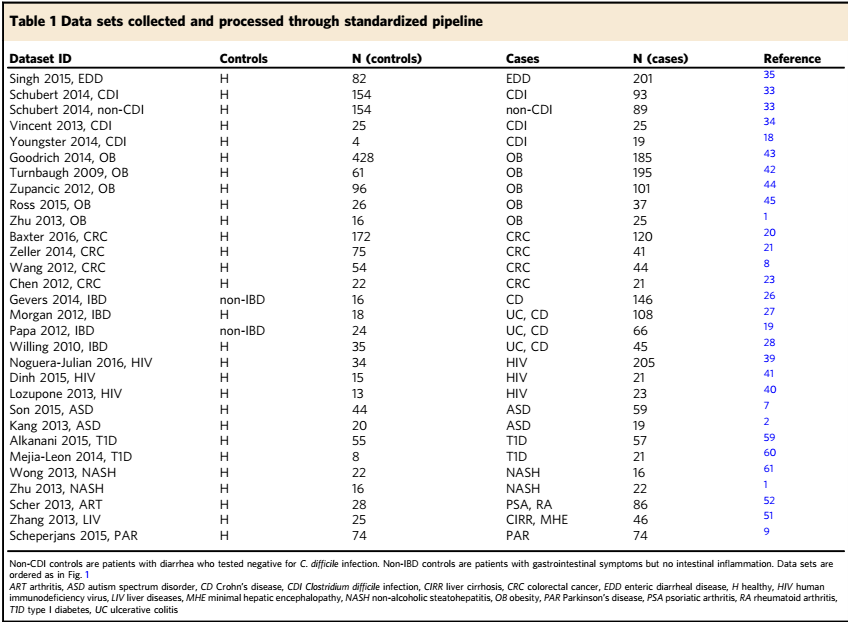 Table 1 Data sets collected and processed through standardized pipeline
Dataset ID Controls N (controls) Cases N (cases) Reference
Singh 2015, EDD H 82 EDD 201 35
Schubert 2014, CDI H 154 CDI 93 33
Schubert 2014, non-CDI H 154 non-CDI 89 33
Vincent 2013, CDI H 25 CDI 25 34
Youngster 2014, CDI H 4 CDI 19 18
Goodrich 2014, OB H 428 OB 185 43
Turnbaugh 2009, OB H 61 OB 195 42
Zupancic 2012, OB H 96 OB 101 44
Ross 2015, OB H 26 OB 37 45
Zhu 2013, OB H 16 OB 25 1
Baxter 2016, CRC H 172 CRC 120 20
Zeller 2014, CRC H 75 CRC 41 21
Wang 2012, CRC H 54 CRC 44 8
Chen 2012, CRC H 22 CRC 21 23
Gevers 2014, IBD non-IBD 16 CD 146 26
Morgan 2012, IBD H 18 UC, CD 108 27
Papa 2012, IBD non-IBD 24 UC, CD 66 19
Willing 2010, IBD H 35 UC, CD 45 28
Noguera-Julian 2016, HIV H 34 HIV 205 39
Dinh 2015, HIV H 15 HIV 21 41
Lozupone 2013, HIV H 13 HIV 23 40
Son 2015, ASD H 44 ASD 59 7
Kang 2013, ASD H 20 ASD 19 2
Alkanani 2015, T1D H 55 T1D 57 59
Mejia-Leon 2014, T1D H 8 T1D 21 60
Wong 2013, NASH H 22 NASH 16 61
Zhu 2013, NASH H 16 NASH 22 1
Scher 2013, ART H 28 PSA, RA 86 52
Zhang 2013, LIV H 25 CIRR, MHE 46 51
Scheperjans 2015, PAR H 74 PAR 74 9
Non-CDI controls are patients with diarrhea who tested negative for C. difficile infection. Non-IBD controls are patients with gastrointestinal symptoms but no intestinal inflammation. Data sets are
ordered as in Fig. 1
ART arthritis, ASD autism spectrum disorder, CD Crohn's disease, CDI Clostridium difficile infection, CIRR liver cirrhosis, CRC colorectal cancer, EDD enteric diarrheal disease, H healthy, HIV human
immunodeficiency virus, LIV liver diseases, MHE minimal hepatic encephalopathy, NASH non-alcoholic steatohepatitis, OB obesity, PAR Parkinson's disease, PSA psoriatic arthritis, RA rheumatoid arthritis,
T1D type I diabetes, UC ulcerative colitis